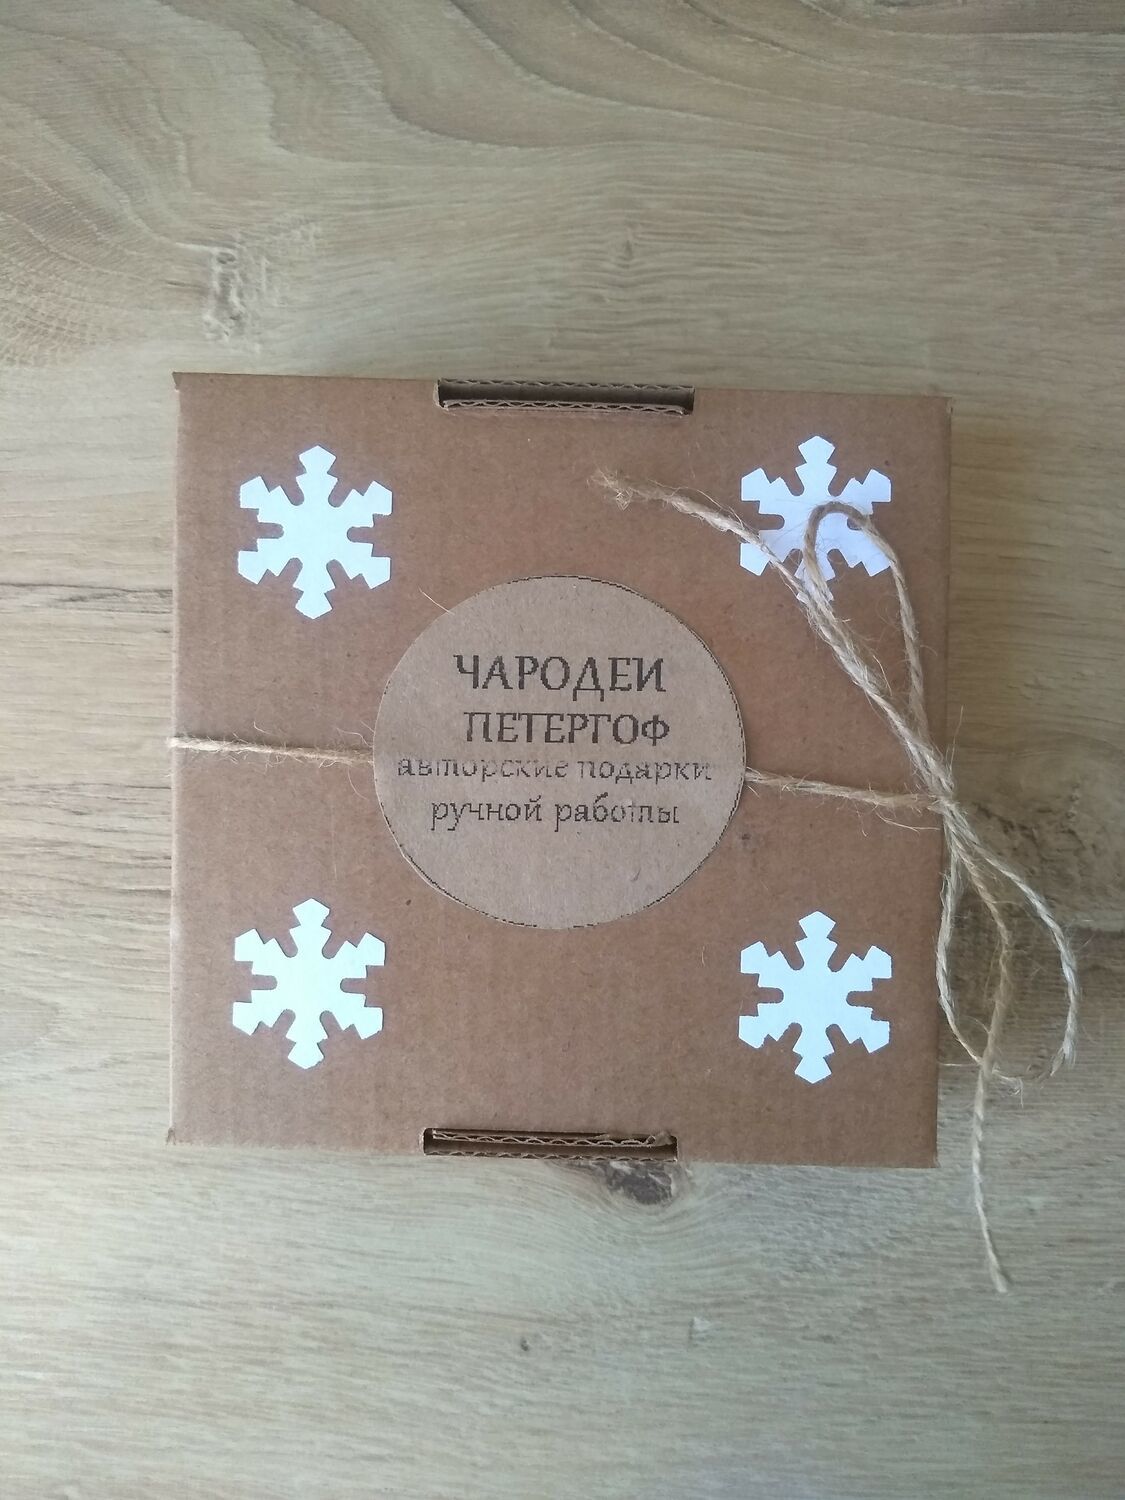 ЧАРОДЕИ
ПЕТЕРГОФ
авторские подарки
ручной работы